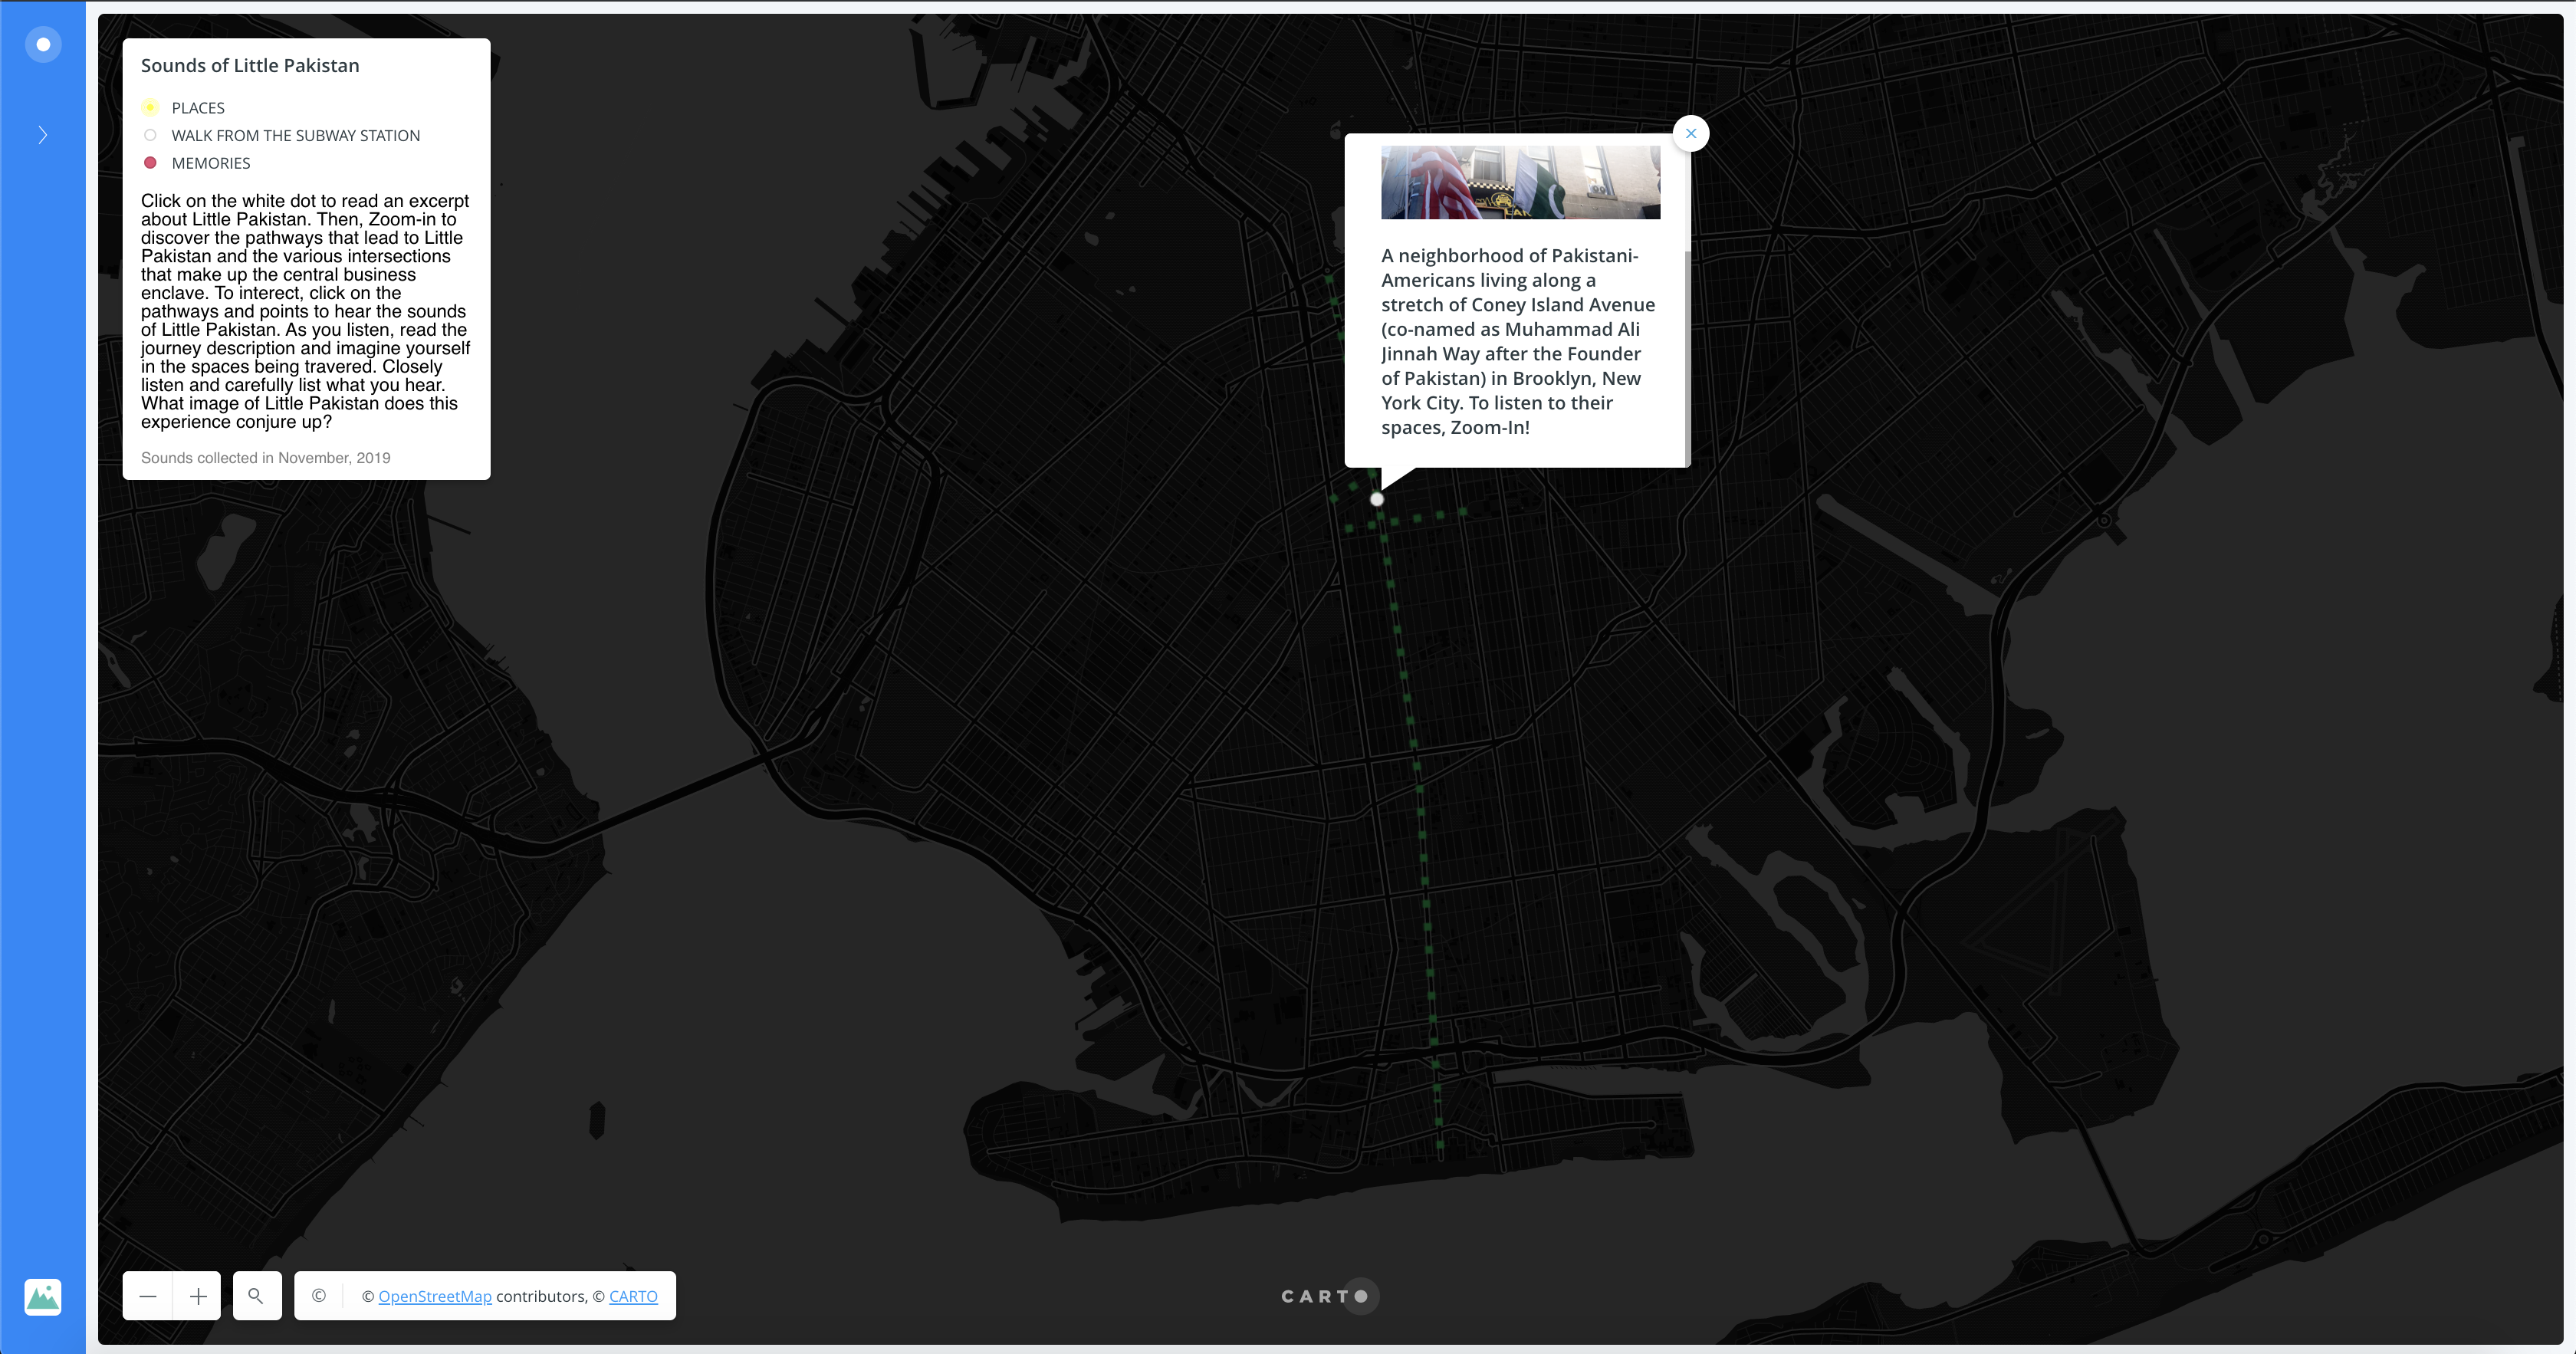 Sounds of Little Pakistan
PLACES
WALK FROM THE SUBWAY STATION
MEMORIES
Click on the white dot to read an excerpt
about Little Pakistan. Then, Zoom-in to
discover the pathways that lead to Little
Pakistan and the various intersections
that make up the central business
enclave. To interect, click on the
pathways and points to hear the sounds
of Little Pakistan. As you listen, read the
journey description and imagine yourself
in the spaces being travered. Closely
listen and carefully list what you hear.
What image of Little Pakistan does this
experience conjure up?
Sounds collected in November, 2019
A neighborhood of Pakistani-
Americans living along a
stretch of Coney Island Avenue
(co-named as Muhammad Ali
Jinnah Way after the Founder
of Pakistan) in Brooklyn, New
York City. To listen to their
spaces, Zoom-In!
© © OpenStreetMap contributors, © CARTO
CARTO